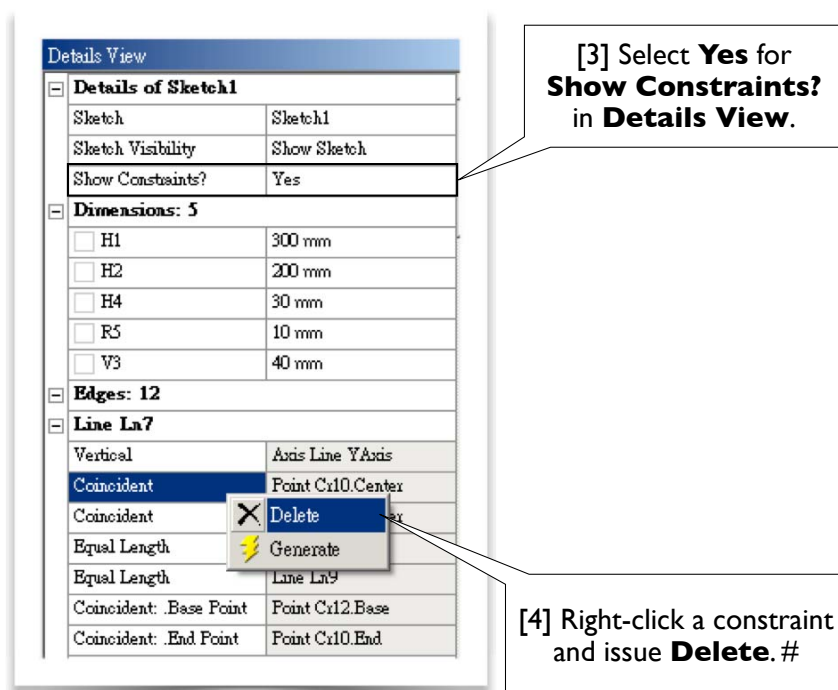 Details View
Details of Sketch1
Sketch Sketch1
Sketch Visibility Show Sketch
Show Constraints? Yes
Dimensions: 5
H1 300 mm
H2 200 mm
H4 30 mm
R5 10 mm
V3 40 mm
Edges: 12
Line Ln7
Vertical Axis Line YAxis
Coincident Point Cr10.Center
Coincident
Delete
Equal Length
Generate
Equal Length Line Ln9
Coincident: .Base Point Point Cr12.Base
Coincident: .End Point Point Cr10.End
[3] Select Yes for
Show Constraints?
in Details View.
[4] Right-click a constraint
and issue Delete. #